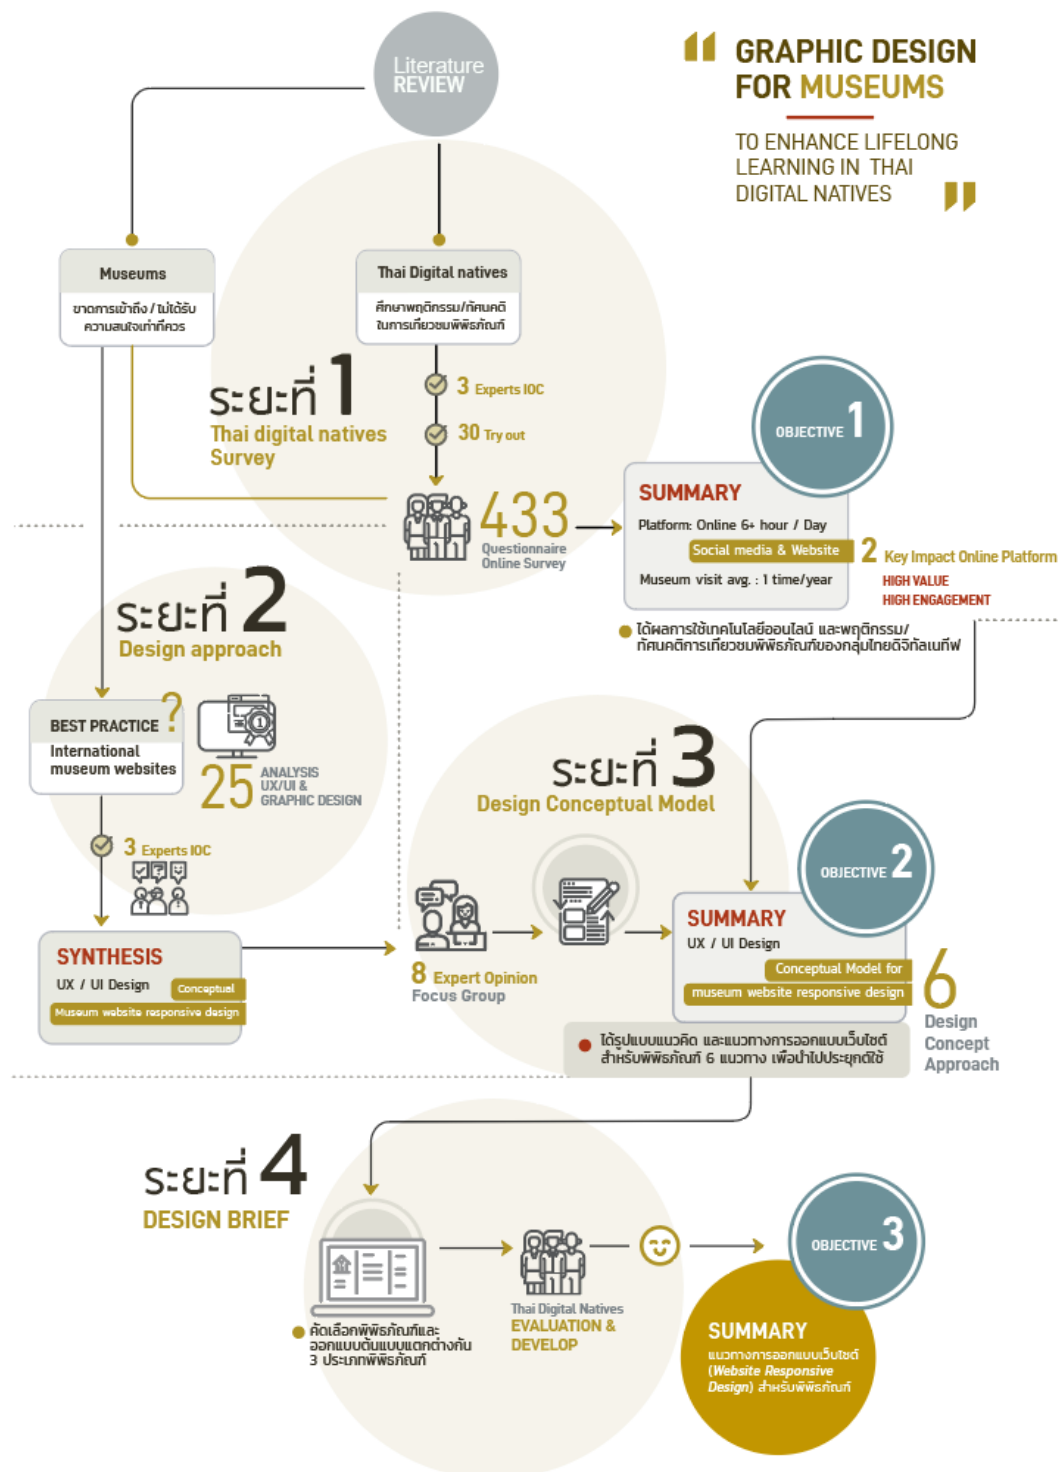 Literature
REVIEW
GRAPHIC DESIGN
FOR MUSEUMS
TO ENHANCE LIFELONG
LEARNING IN THAI
DIGITAL NATIVES
Museums
ขาดการเข้าถึง / ไม่ได้รับ
ความสนใจเท่าที่ควร
Thai Digital natives
ศึกษาพฤติกรรม/ทัศนคติ
ในการเที่ยวชมพิพิธภัณฑ์
ระยะที่ 1
Thai digital natives
Survey
3 Experts IOC
30 Try out
433
Questionnaire
Online Survey
OBJECTIVE 1
SUMMARY
Platform: Online 6+ hour / Day
Social media & Website
2 Key Impact Online Platform
Museum visit avg. : 1 time/year
HIGH VALUE
HIGH ENGAGEMENT
ได้ผลการใช้เทคโนโลยีออนไลน์ และพฤติกรรม/
ทัศนคติการเที่ยวชมพิพิธภัณฑ์ของกลุ่มไทยดิจิทัลเนทีฟ
ระยะที่ 2
Design approach
BEST PRACTICE ?
International
museum websites
25 ANALYSIS
UX/UI &
GRAPHIC DESIGN
3 Experts IOC
SYNTHESIS
UX / UI Design
Conceptual
Museum website responsive design
ระยะที่ 3
Design Conceptual Model
8 Expert Opinion
Focus Group
OBJECTIVE 2
SUMMARY
UX / UI Design
Conceptual Model for
museum website responsive design
6
Design
Concept
Approach
ได้รูปแบบแนวคิด และแนวทางการออกแบบเว็บไซต์
สำหรับพิพิธภัณฑ์ 6 แนวทาง เพื่อนำไปประยุกต์ใช้
ระยะที่ 4
DESIGN BRIEF
คัดเลือกพิพิธภัณฑ์และ
ออกแบบต้นแบบแตกต่างกัน
3 ประเภทพิพิธภัณฑ์
Thai Digital Natives
EVALUATION &
DEVELOP
OBJECTIVE 3
SUMMARY
แนวทางการออกแบบเว็บไซต์
(Website Responsive
Design) สำหรับพิพิธภัณฑ์